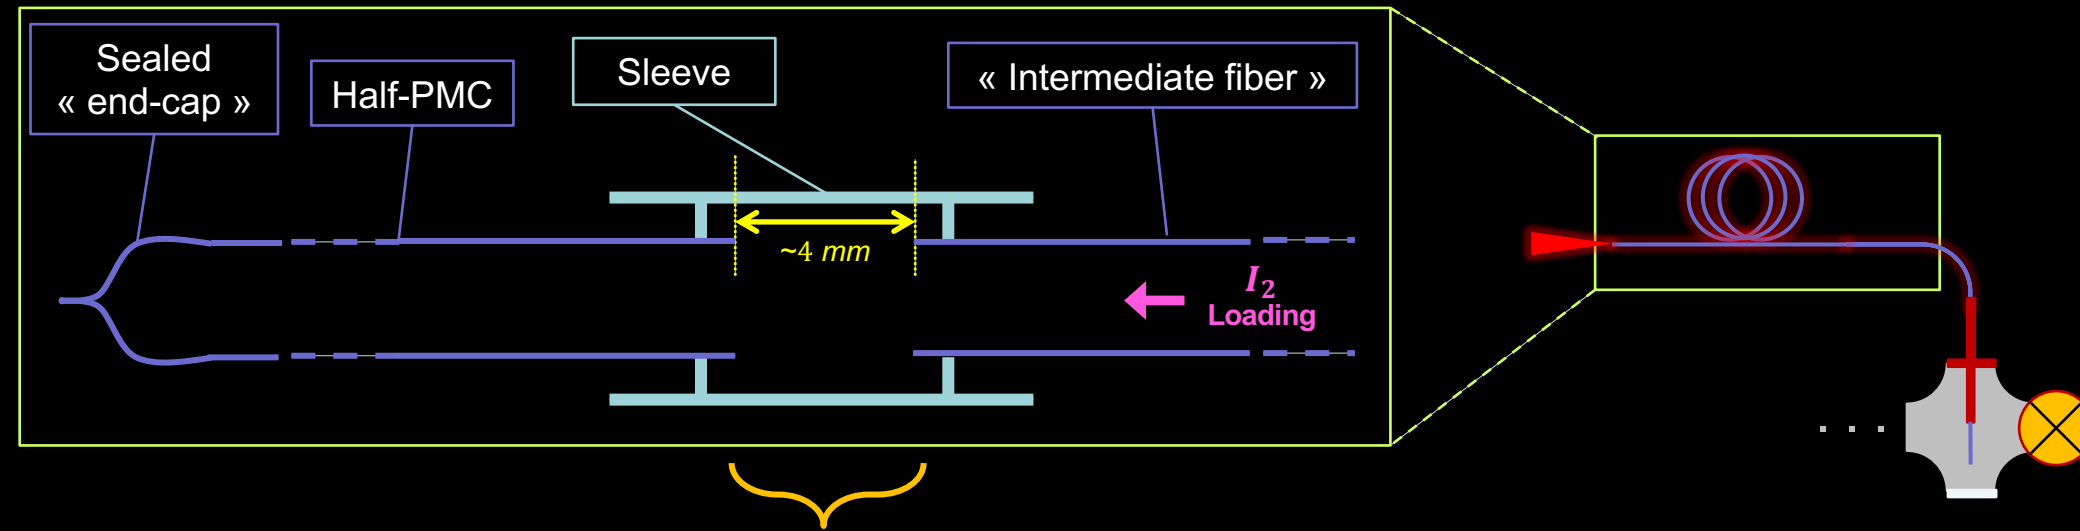 Sealed
« end-cap »
Half-PMC
Sleeve
« Intermediate fiber »
~4 mm
I₂
Loading